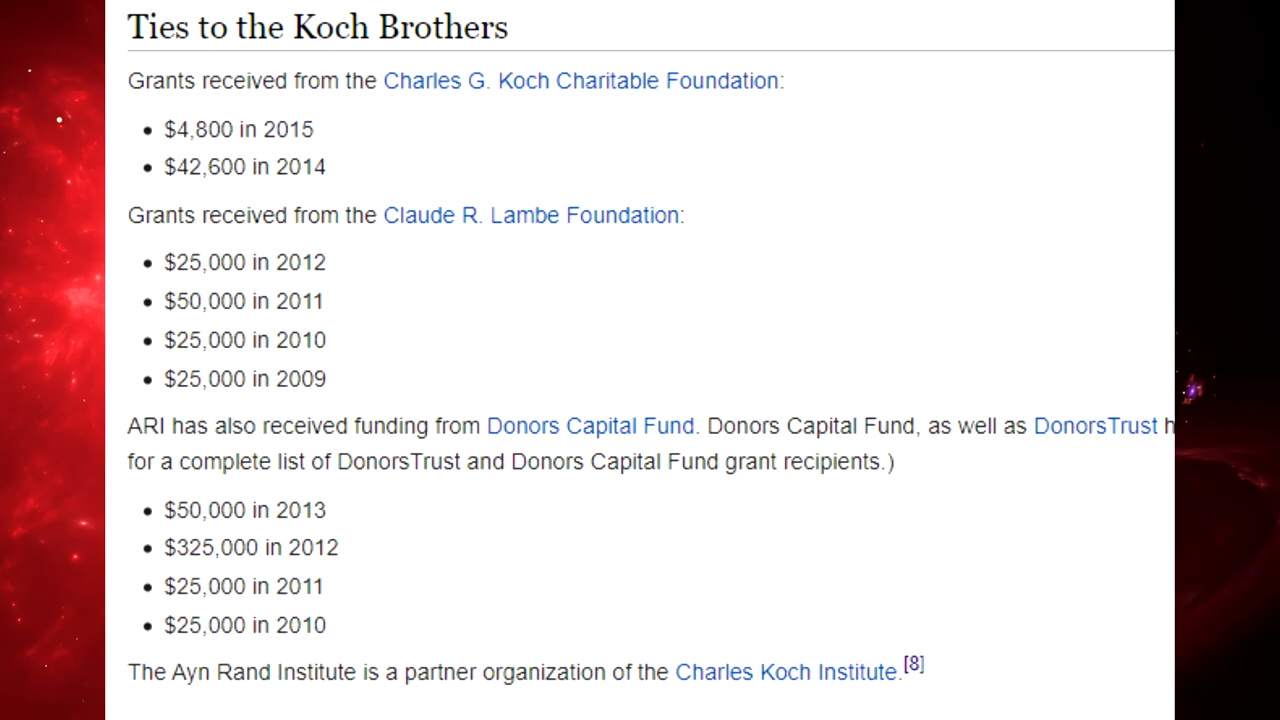 Ties to the Koch Brothers
Grants received from the Charles G. Koch Charitable Foundation:
• $4,800 in 2015
• $42,600 in 2014
Grants received from the Claude R. Lambe Foundation:
• $25,000 in 2012
• $50,000 in 2011
• $25,000 in 2010
• $25,000 in 2009
ARI has also received funding from Donors Capital Fund. Donors Capital Fund, as well as DonorsTrust
for a complete list of DonorsTrust and Donors Capital Fund grant recipients.)
• $50,000 in 2013
• $325,000 in 2012
• $25,000 in 2011
• $25,000 in 2010
The Ayn Rand Institute is a partner organization of the Charles Koch Institute.[8]